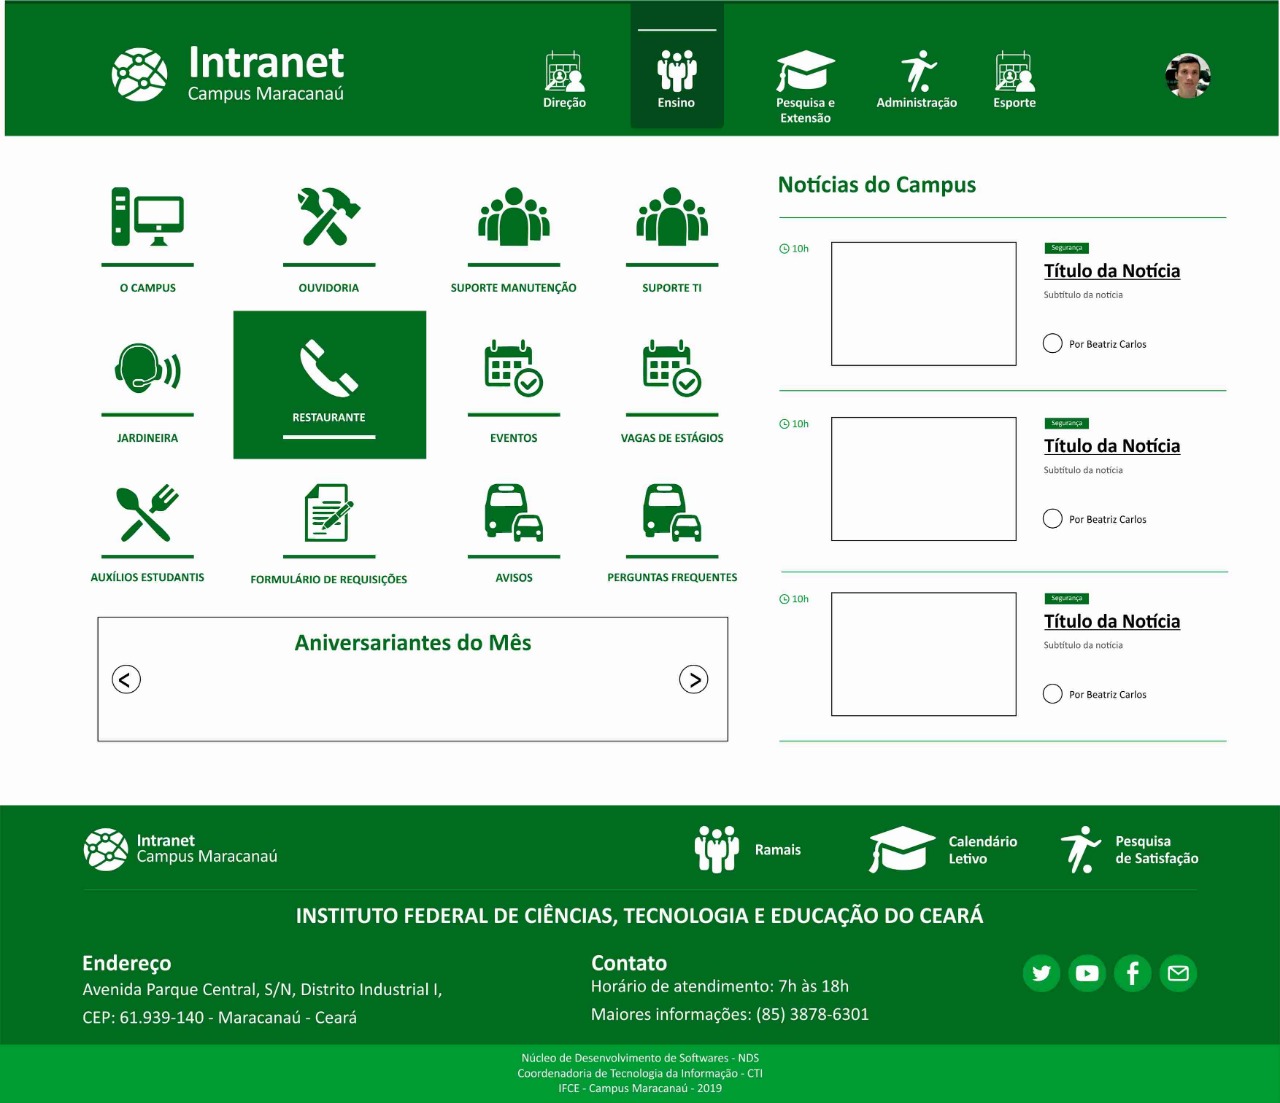 Intranet
Campus Maracanaú
Direção
Ensino
Pesquisa e
Extensão
Administração
Esporte
O CAMPUS
OUVIDORIA
SUPORTE MANUTENÇÃO
SUPORTE TI
JARDINEIRA
RESTAURANTE
EVENTOS
VAGAS DE ESTÁGIOS
AUXÍLIOS ESTUDANTIS
FORMULÁRIO DE REQUISIÇÕES
AVISOS
PERGUNTAS FREQUENTES
Aniversariantes do Mês
<
>
Notícias do Campus
10h
Segurança
Título da Notícia
Subtítulo da notícia
Por Beatriz Carlos
10h
Segurança
Título da Notícia
Subtítulo da notícia
Por Beatriz Carlos
10h
Segurança
Título da Notícia
Subtítulo da notícia
Por Beatriz Carlos
Intranet
Campus Maracanaú
Ramais
Calendário
Letivo
Pesquisa
de Satisfação
INSTITUTO FEDERAL DE CIÊNCIAS, TECNOLOGIA E EDUCAÇÃO DO CEARÁ
Endereço
Avenida Parque Central, S/N, Distrito Industrial I,
CEP: 61.939-140 - Maracanaú - Ceará
Contato
Horário de atendimento: 7h às 18h
Maiores informações: (85) 3878-6301
Núcleo de Desenvolvimento de Softwares - NDS
Coordenadoria de Tecnologia da Informação - CTI
IFCE - Campus Maracanaú - 2019